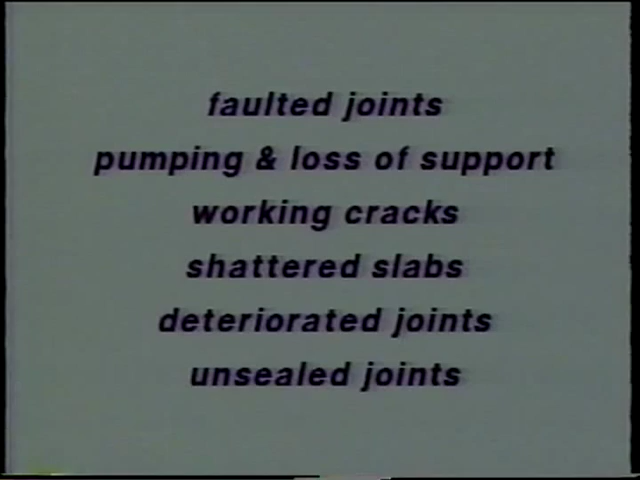 faulted joints
pumping & loss of support
working cracks
shattered slabs
deteriorated joints
unsealed joints